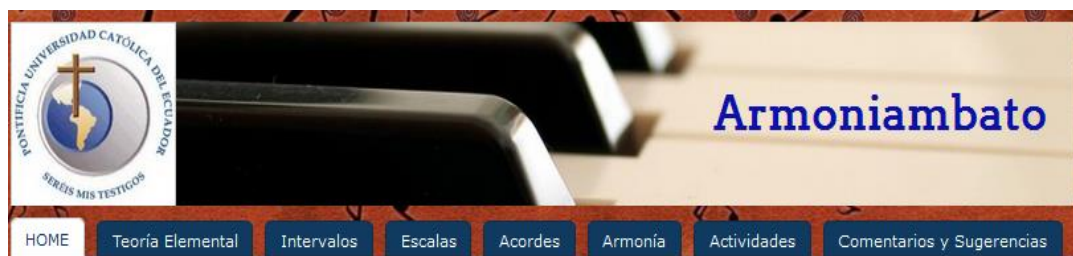 PONTIFICIA UNIVERSIDAD CATÓLICA DEL ECUADOR
SERÉIS MIS TESTIGOS
Armoniambato
HOME Teoría Elemental Intervalos Escalas Acordes Armonía Actividades Comentarios y Sugerencias